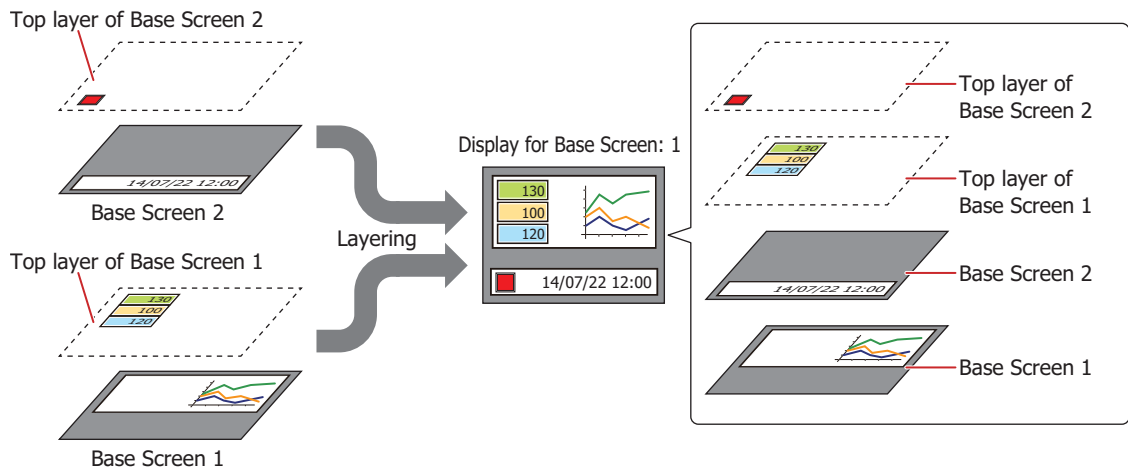 Top layer of Base Screen 2
14/07/22 12:00
Base Screen 2
Top layer of Base Screen 1
130
100
120
Base Screen 1
Layering
Display for Base Screen: 1
130
100
120
14/07/22 12:00
Top layer of
Base Screen 2
130
100
120
Top layer of
Base Screen 1
14/07/22 12:00
Base Screen 2
Base Screen 1